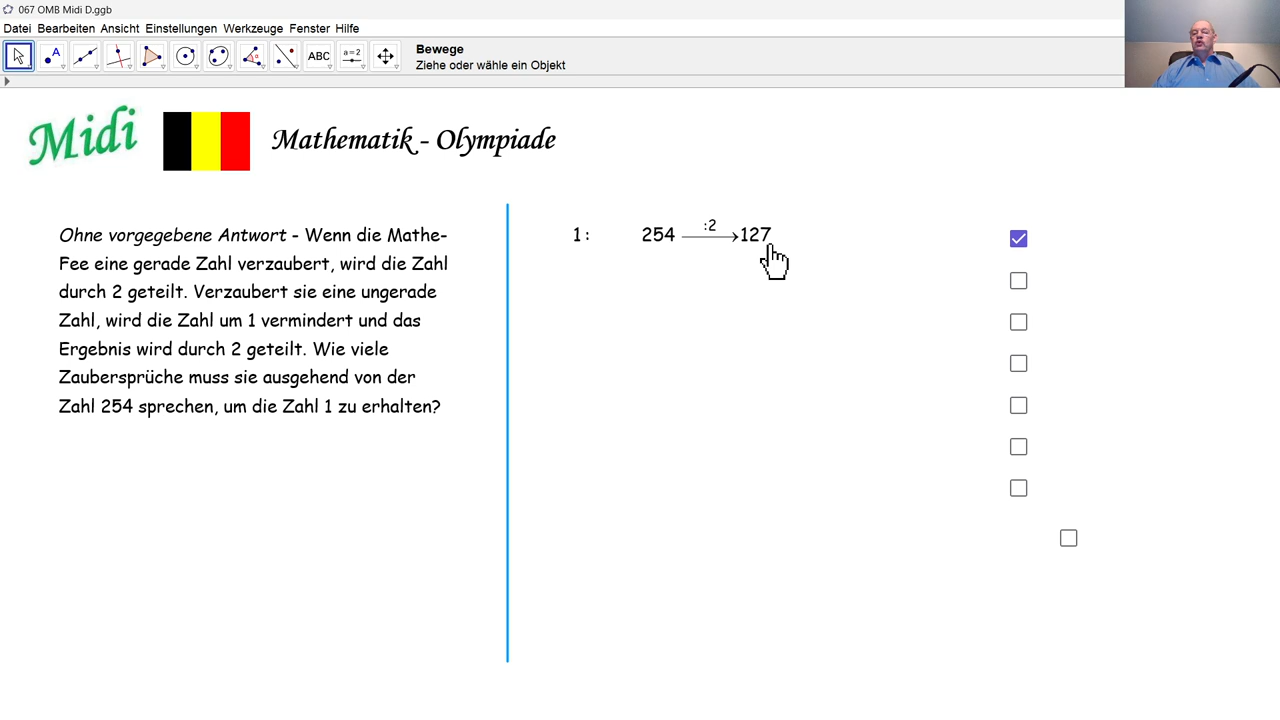 067 OMB Midi D.ggb
Datei Bearbeiten Ansicht Einstellungen Werkzeuge Fenster Hilfe
A
ABC
a=2
Bewege
Ziehe oder wähle ein Objekt
Midi
Mathematik - Olympiade
Ohne vorgegebene Antwort - Wenn die Mathe-
Fee eine gerade Zahl verzaubert, wird die Zahl
durch 2 geteilt. Verzaubert sie eine ungerade
Zahl, wird die Zahl um 1 vermindert und das
Ergebnis wird durch 2 geteilt. Wie viele
Zaubersprüche muss sie ausgehend von der
Zahl 254 sprechen, um die Zahl 1 zu erhalten?
1: 254 :2→ 127